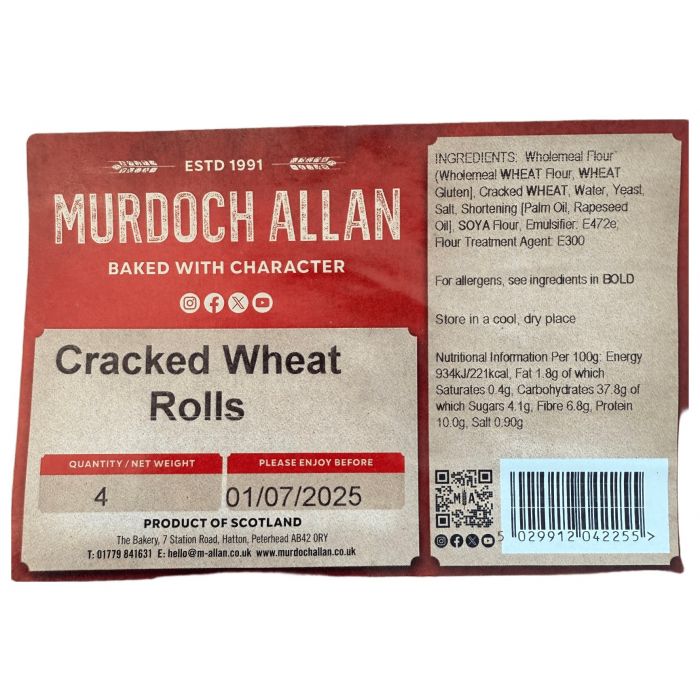 ESTD 1991
MURDOCH ALLAN
BAKED WITH CHARACTER
Cracked Wheat
Rolls
QUANTITY / NET WEIGHT
4
PLEASE ENJOY BEFORE
01/07/2025
PRODUCT OF SCOTLAND
The Bakery, 7 Station Road, Hatton, Peterhead AB42 0RY
T: 01779 841631 E: hello@m-allan.co.uk www.murdochallan.co.uk
INGREDIENTS: Wholemeal Flour
(Wholemeal WHEAT Flour, WHEAT
Gluten], Cracked WHEAT, Water, Yeast,
Salt, Shortening [Palm Oil, Rapeseed
Oil], SOYA Flour, Emulsifier: E472e,
Flour Treatment Agent: E300
For allergens, see ingredients in BOLD
Store in a cool, dry place
Nutritional Information Per 100g: Energy
934kJ/221kcal, Fat 1.8g of which
Saturates 0.4g, Carbohydrates 37.8g of
which Sugars 4.1g, Fibre 6.8g, Protein
10.0g, Salt 0.90g
M A
5 029912 042255 >